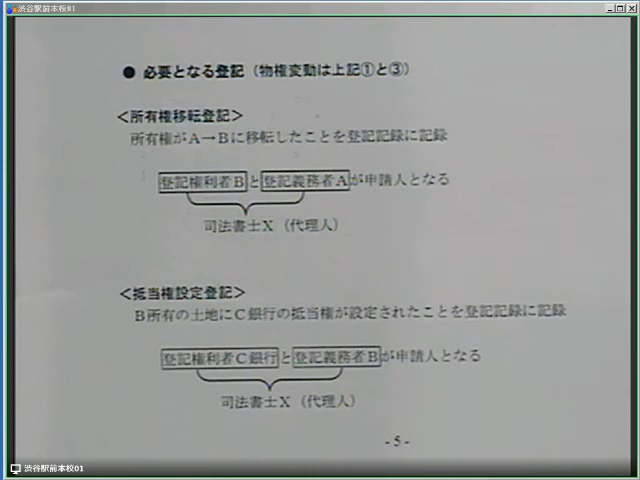 渋谷駅前本校01
● 必要となる登記（物権変動は上記①と③）
＜所有権移転登記＞
所有権がＡ→Ｂに移転したことを登記記録に記録
登記権利者Ｂと登記義務者Ａが申請人となる
司法書士Ｘ（代理人）
＜抵当権設定登記＞
Ｂ所有の土地にＣ銀行の抵当権が設定されたことを登記記録に記録
登記権利者Ｃ銀行と登記義務者Ｂが申請人となる
司法書士Ｘ（代理人）
- 5 -
渋谷駅前本校01